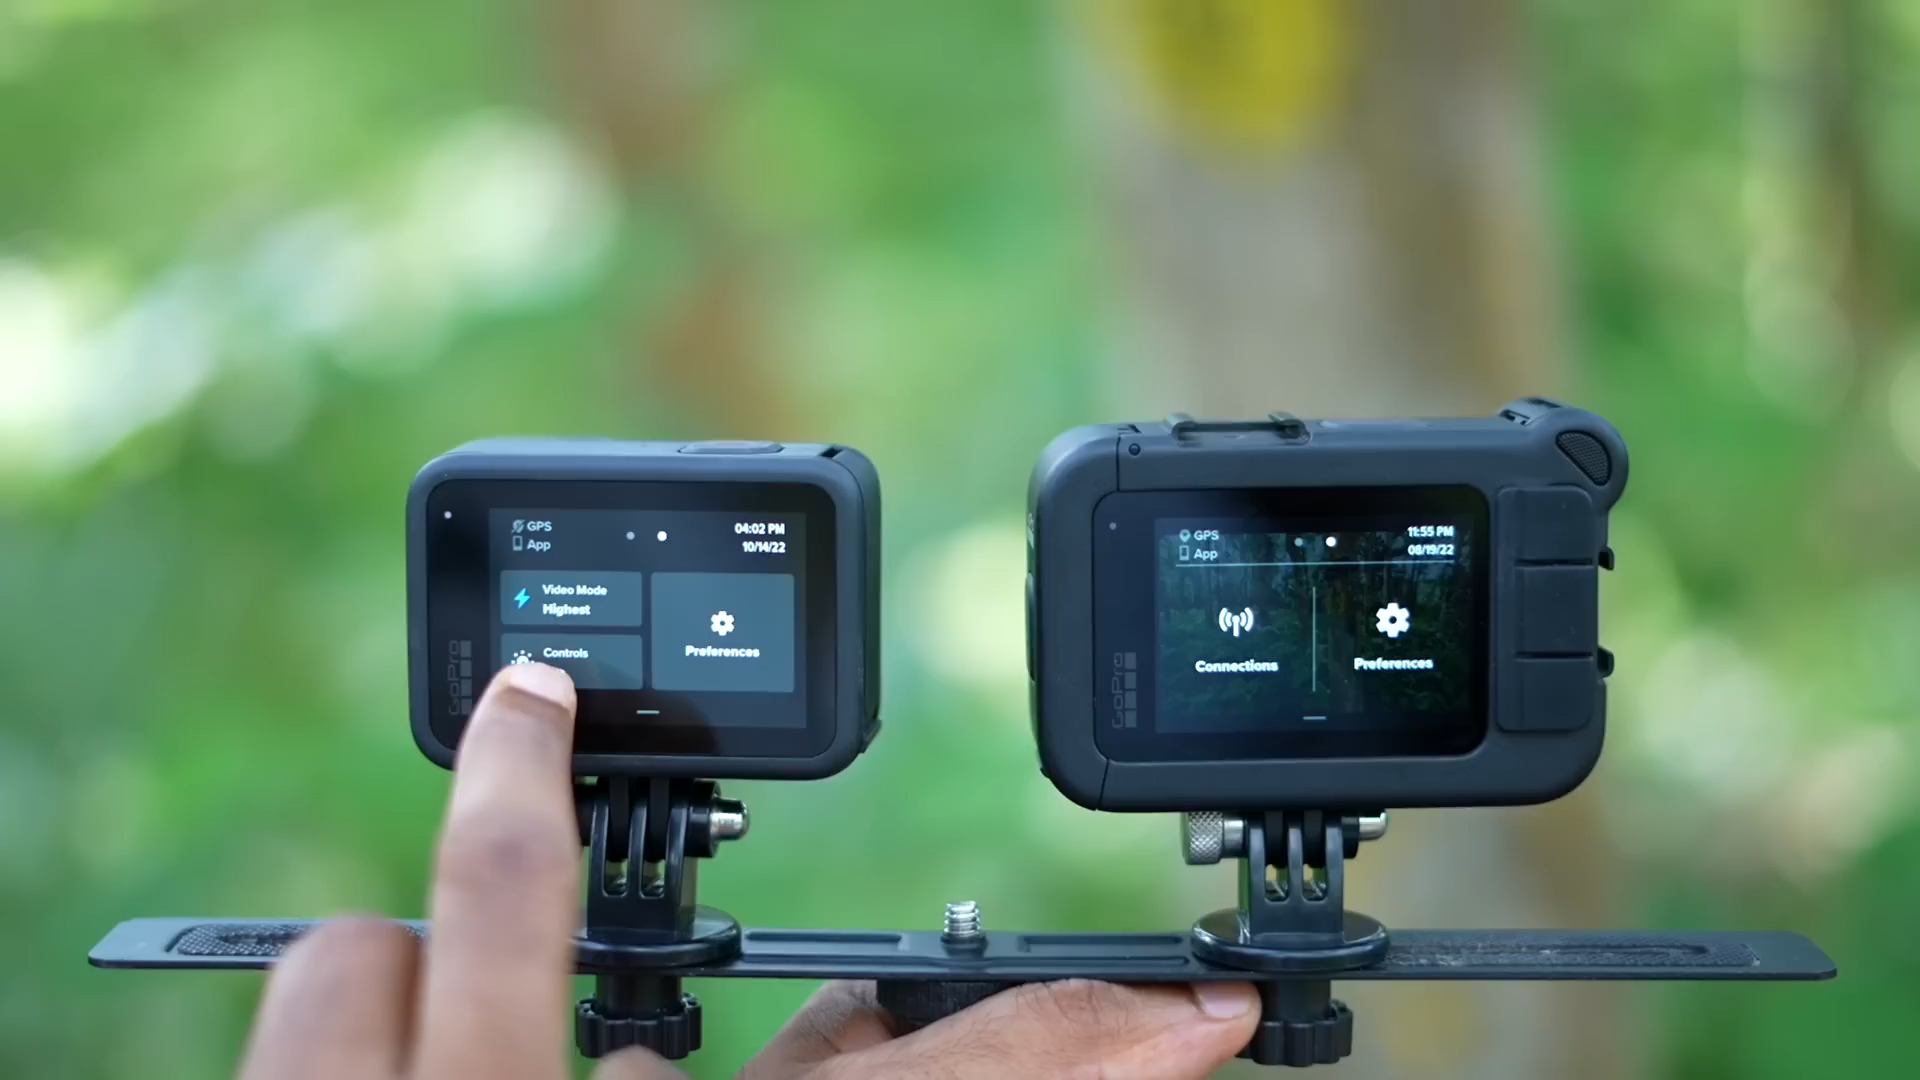 GPS
App
04:02 PM
10/14/22
Video Mode
Highest
Controls
Preferences
GoPro
GPS
App
11:55 PM
08/19/22
Connections
Preferences
GoPro